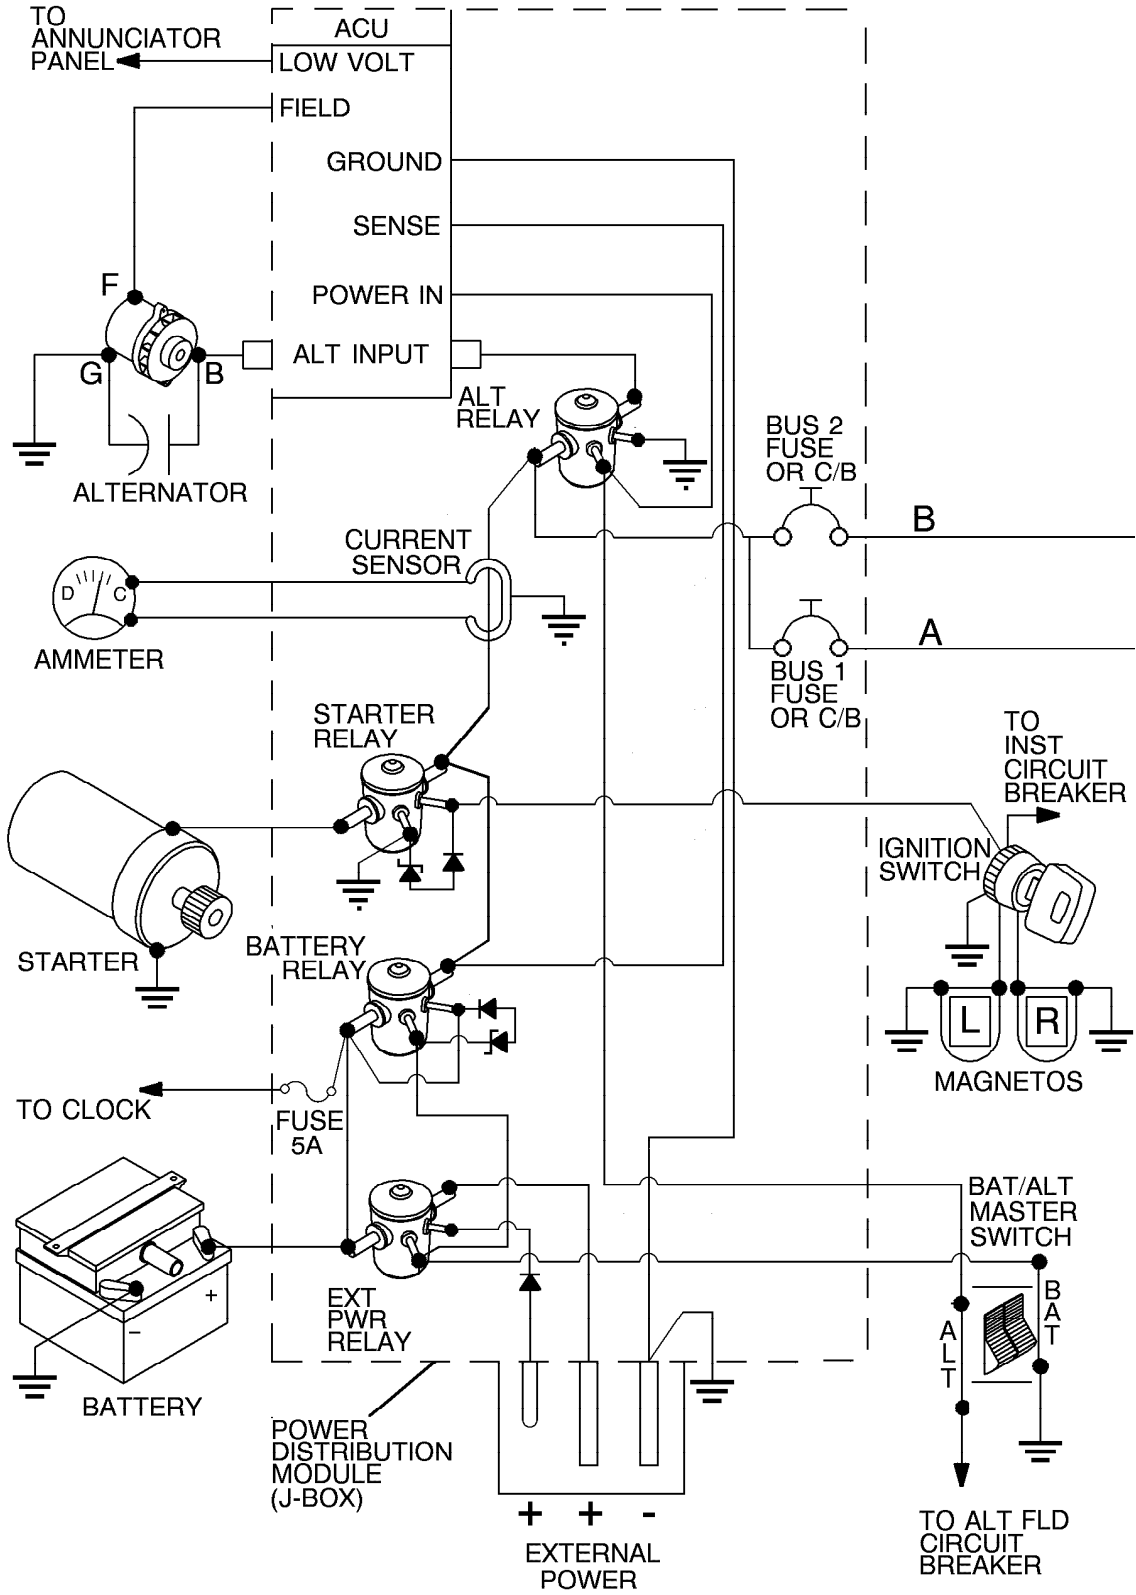 TO
ANNUNCIATOR
PANEL
ACU
LOW VOLT
FIELD
GROUND
SENSE
POWER IN
ALT INPUT
F
G
B
ALTERNATOR
ALT
RELAY
BUS 2
FUSE
OR C/B
B
CURRENT
SENSOR
D
C
AMMETER
A
BUS 1
FUSE
OR C/B
STARTER
RELAY
TO
INST
CIRCUIT
BREAKER
IGNITION
SWITCH
STARTER
BATTERY
RELAY
L
R
MAGNETOS
TO CLOCK
FUSE
5A
BAT/ALT
MASTER
SWITCH
EXT
PWR
RELAY
+
-
BATTERY
ALT
BAT
POWER
DISTRIBUTION
MODULE
(J-BOX)
+ + -
EXTERNAL
POWER
TO ALT FLD
CIRCUIT
BREAKER